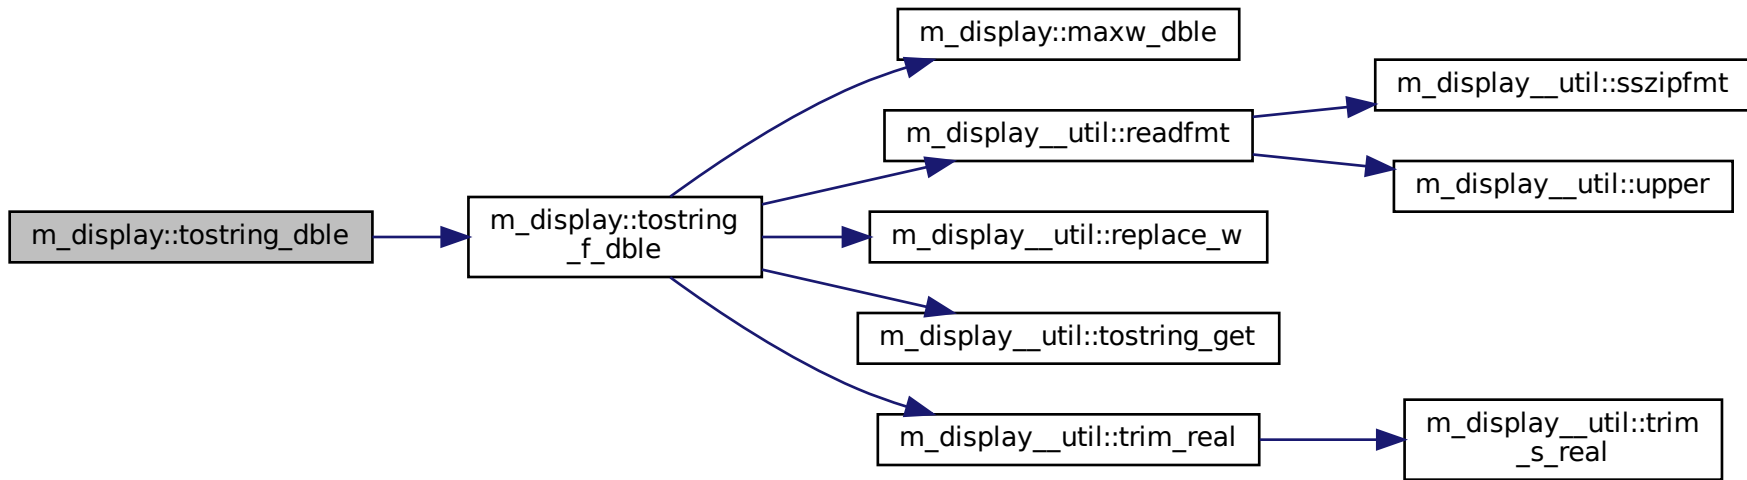 m_display::tostring_dble
m_display::tostring
_f_dble
m_display::maxw_dble
m_display__util::readfmt
m_display__util::replace_w
m_display__util::tostring_get
m_display__util::trim_real
m_display__util::sszipfmt
m_display__util::upper
m_display__util::trim
_s_real